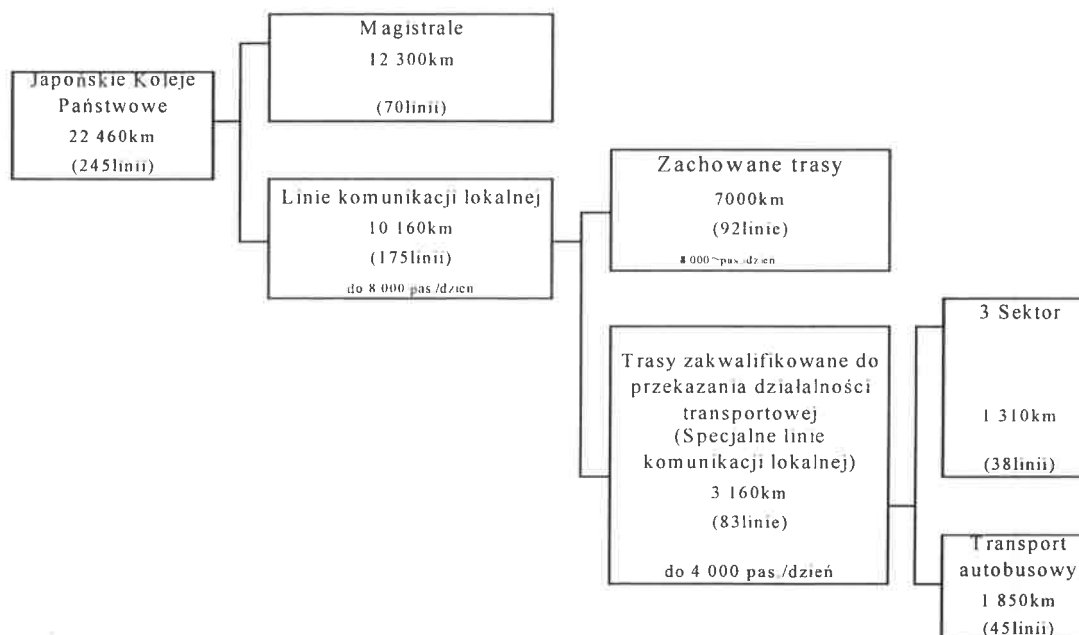 Japońskie Koleje
Państwowe
22 460km
(245linii)
Magistrale
12 300km
(70linii)
Linie komunikacji lokalnej
10 160km
(175linii)
do 8 000 pas./dzien
Zachowane trasy
7000km
(92linie)
8 000~pas./dzien
Trasy zakwalifikowane do
przekazania działalności
transportowej
(Specjalne linie
komunikacji lokalnej)
3 160km
(83linie)
do 4 000 pas./dzień
3 Sektor
1 310km
(38linii)
Transport
autobusowy
1 850km
(45linii)